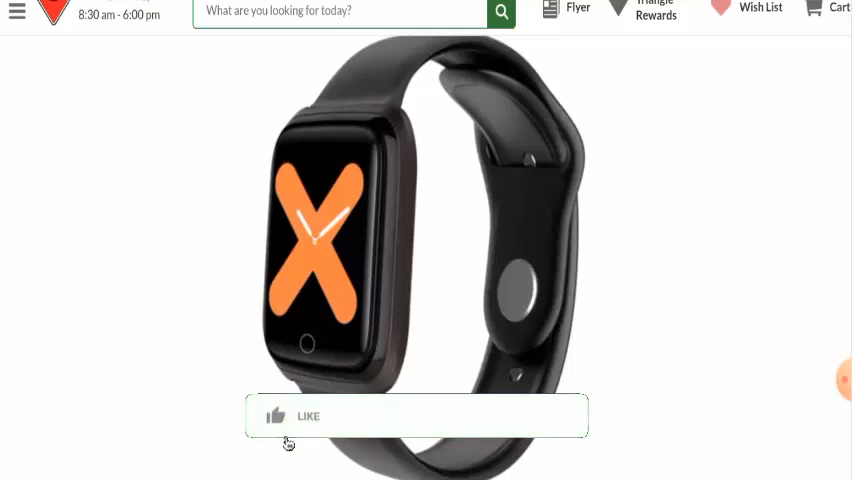 8:30 am - 6:00 pm
What are you looking for today?
Flyer
Triangle
Rewards
Wish List
Cart
LIKE